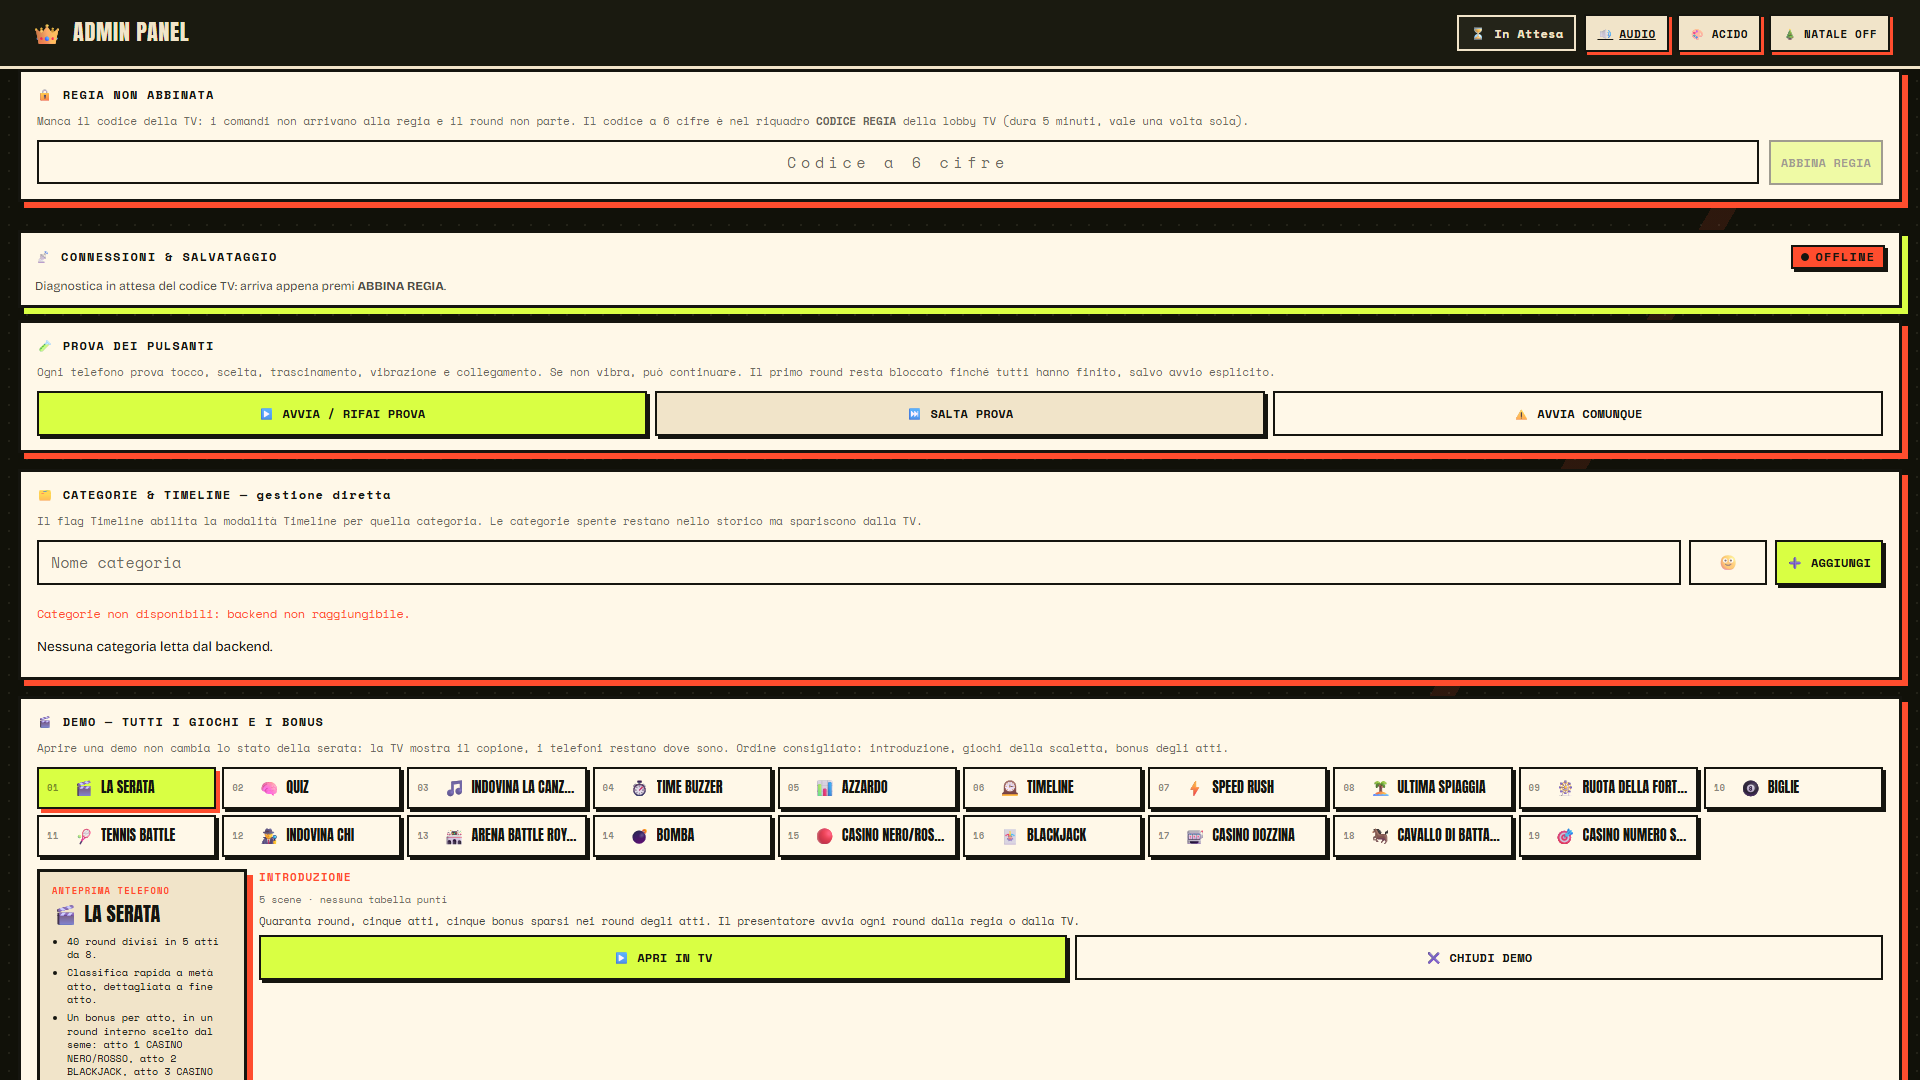 ADMIN PANEL
In Attesa
AUDIO
ACIDO
NATALE OFF
REGIA NON ABBINATA
Manca il codice della TV: i comandi non arrivano alla regia e il round non parte. Il codice a 6 cifre è nel riquadro CODICE REGIA della lobby TV (dura 5 minuti, vale una volta sola).
Codice a 6 cifre
ABBINA REGIA
CONNESSIONI & SALVATAGGIO
OFFLINE
Diagnostica in attesa del codice TV: arriva appena premi ABBINA REGIA.
PROVA DEI PULSANTI
Ogni telefono prova tocco, scelta, trascinamento, vibrazione e collegamento. Se non vibra, può continuare. Il primo round resta bloccato finché tutti hanno finito, salvo avvio esplicito.
AVVIA / RIFAI PROVA
SALTA PROVA
AVVIA COMUNQUE
CATEGORIE & TIMELINE — gestione diretta
Il flag Timeline abilita la modalità Timeline per quella categoria. Le categorie spente restano nello storico ma spariscono dalla TV.
Nome categoria
AGGIUNGI
Categorie non disponibili: backend non raggiungibile.
Nessuna categoria letta dal backend.
DEMO — TUTTI I GIOCHI E I BONUS
Aprire una demo non cambia lo stato della serata: la TV mostra il copione, i telefoni restano dove sono. Ordine consigliato: introduzione, giochi della scaletta, bonus degli atti.
01 LA SERATA
02 QUIZ
03 INDOVINA LA CANZ...
04 TIME BUZZER
05 AZZARDO
06 TIMELINE
07 SPEED RUSH
08 ULTIMA SPIAGGIA
09 RUOTA DELLA FORT...
10 BIGLIE
11 TENNIS BATTLE
12 INDOVINA CHI
13 ARENA BATTLE ROY...
14 BOMBA
15 CASINO NERO/ROS...
16 BLACKJACK
17 CASINO DOZZINA
18 CAVALLO DI BATTA...
19 CASINO NUMERO S...
ANTEPRIMA TELEFONO
LA SERATA
• 40 round divisi in 5 atti
da 8.
• Classifica rapida a metà
atto, dettagliata a fine
atto.
• Un bonus per atto, in un
round interno scelto dal
seme: atto 1 CASINO
NERO/ROSSO, atto 2
BLACKJACK, atto 3 CASINO
INTRODUZIONE
5 scene · nessuna tabella punti
Quaranta round, cinque atti, cinque bonus sparsi nei round degli atti. Il presentatore avvia ogni round dalla regia o dalla TV.
APRI IN TV
CHIUDI DEMO